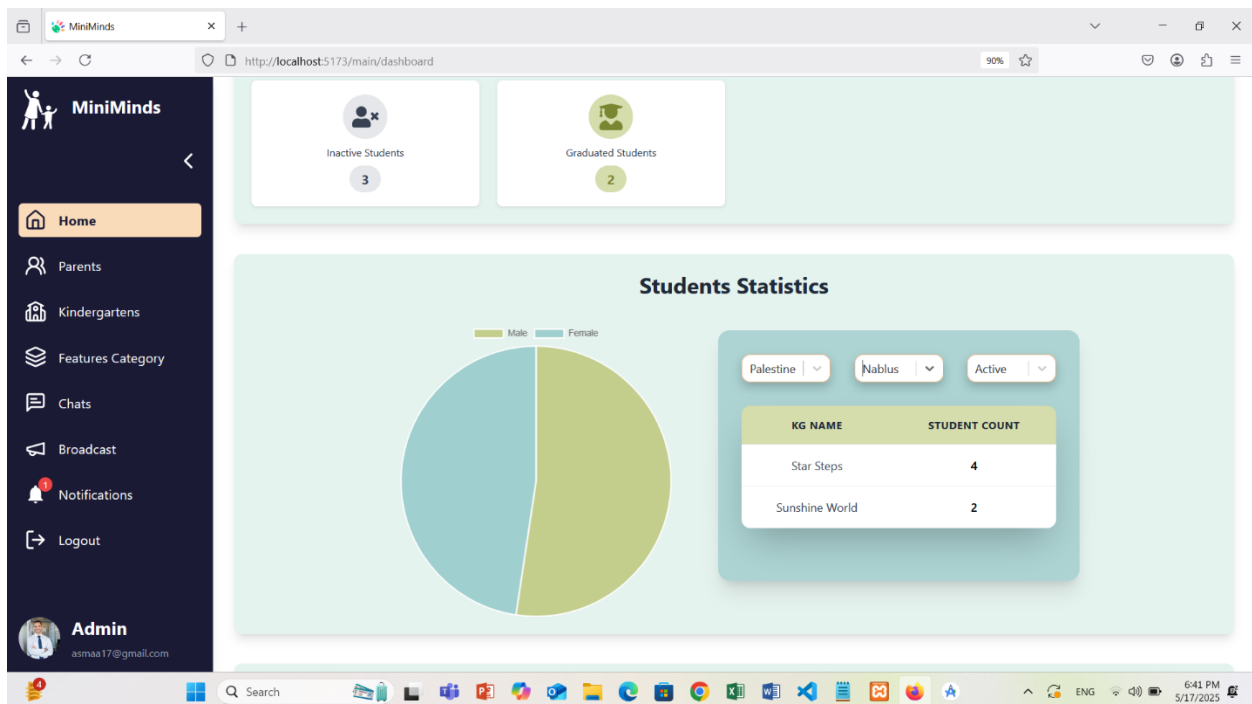 MiniMinds
http://localhost:5173/main/dashboard
90%
MiniMinds
Home
Parents
Kindergartens
Features Category
Chats
Broadcast
1
Notifications
Logout
Admin
asmaa17@gmail.com
Inactive Students
3
Graduated Students
2
Students Statistics
Male Female
Palestine Nablus Active
KG NAME STUDENT COUNT
Star Steps 4
Sunshine World 2
4
Search
ENG
6:41 PM
5/17/2025